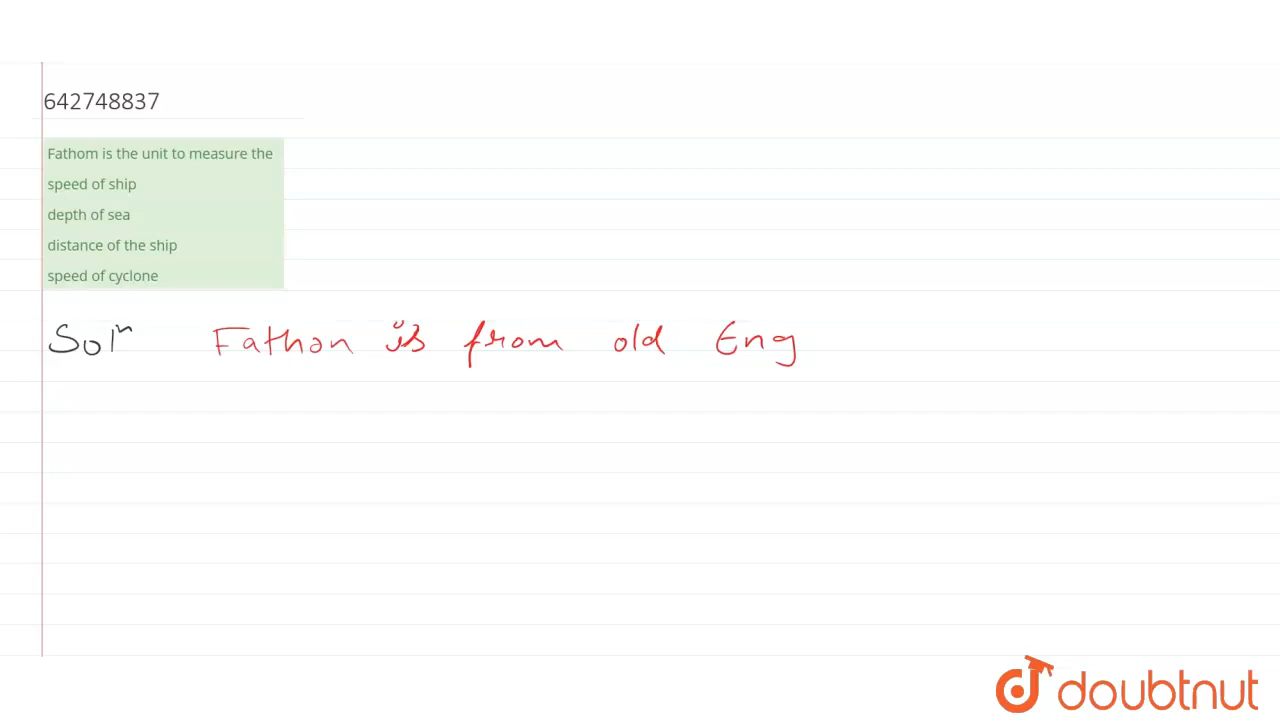 642748837
Fathom is the unit to measure the
speed of ship
depth of sea
distance of the ship
speed of cyclone
Solⁿ Fathon is from old Eng
doubtnut